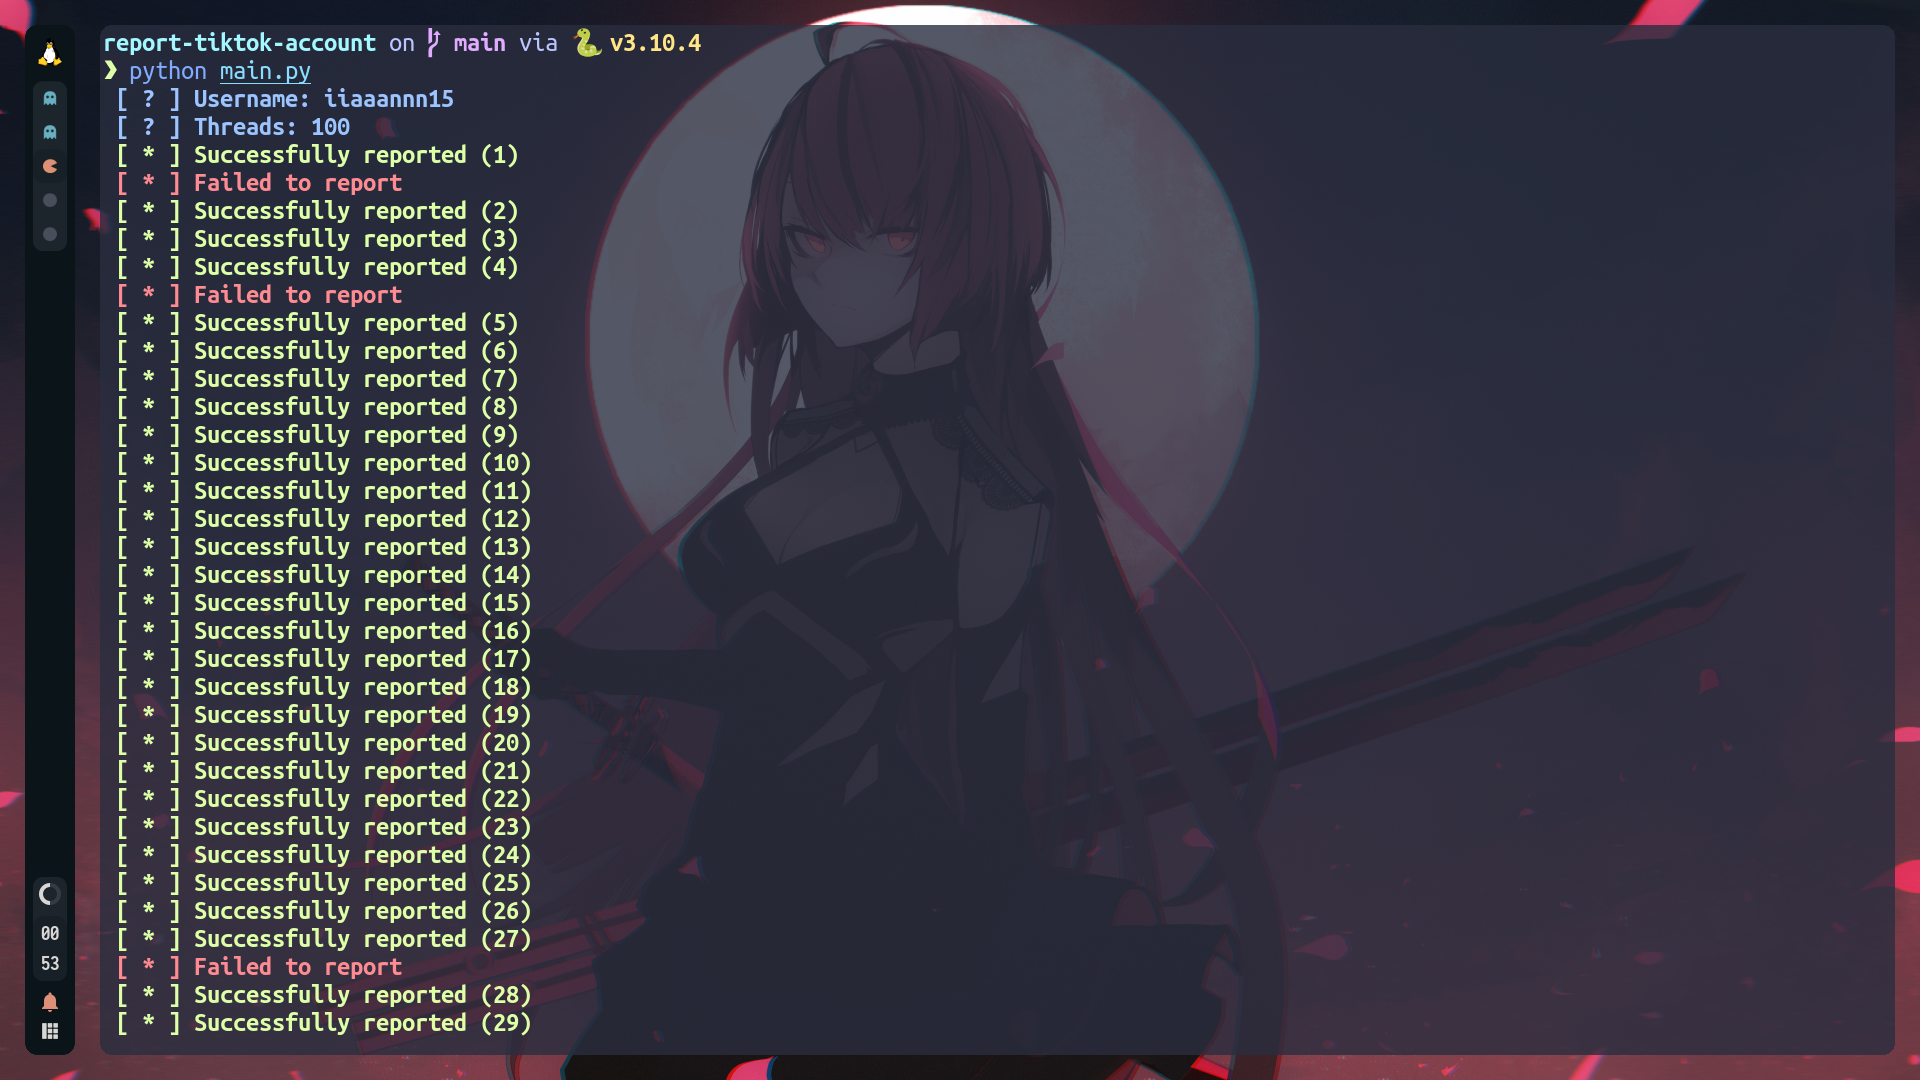 report-tiktok-account on main via v3.10.4
❯ python main.py
[ ? ] Username: iiaaannn15
[ ? ] Threads: 100
[ * ] Successfully reported (1)
[ * ] Failed to report
[ * ] Successfully reported (2)
[ * ] Successfully reported (3)
[ * ] Successfully reported (4)
[ * ] Failed to report
[ * ] Successfully reported (5)
[ * ] Successfully reported (6)
[ * ] Successfully reported (7)
[ * ] Successfully reported (8)
[ * ] Successfully reported (9)
[ * ] Successfully reported (10)
[ * ] Successfully reported (11)
[ * ] Successfully reported (12)
[ * ] Successfully reported (13)
[ * ] Successfully reported (14)
[ * ] Successfully reported (15)
[ * ] Successfully reported (16)
[ * ] Successfully reported (17)
[ * ] Successfully reported (18)
[ * ] Successfully reported (19)
[ * ] Successfully reported (20)
[ * ] Successfully reported (21)
[ * ] Successfully reported (22)
[ * ] Successfully reported (23)
[ * ] Successfully reported (24)
[ * ] Successfully reported (25)
[ * ] Successfully reported (26)
[ * ] Successfully reported (27)
[ * ] Failed to report
[ * ] Successfully reported (28)
[ * ] Successfully reported (29)
00
53